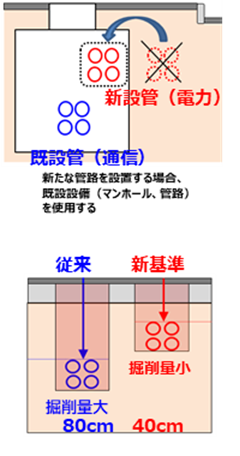 新設管（電力）
既設管（通信）
新たな管路を設置する場合、
既設設備（マンホール、管路）
を使用する
従来 新基準
掘削量小
掘削量大
80cm 40cm